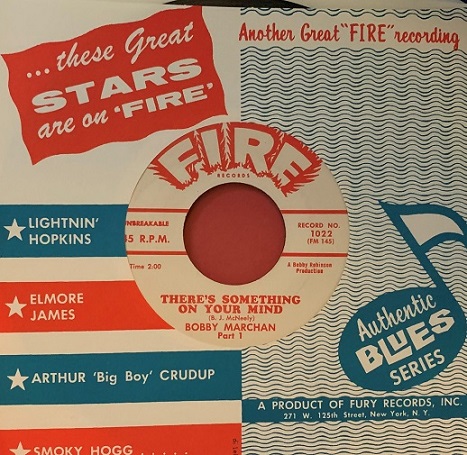 ...these Great
STARS
are on 'FIRE'
Another Great "FIRE" recording
FIRE
RECORDS
UNBREAKABLE
45 R.P.M.
Time 2:00
RECORD NO.
1022
(FM 145)
A Bobby Robinson
Production
THERE'S SOMETHING
ON YOUR MIND
(B. J. McNeely)
BOBBY MARCHAN
Part 1
LIGHTNIN'
HOPKINS
ELMORE
JAMES
ARTHUR 'Big Boy' CRUDUP
SMOKY HOGG.....
Authentic
BLUES
SERIES
A PRODUCT OF FURY RECORDS, INC.
271 W. 125th Street, New York, N. Y.